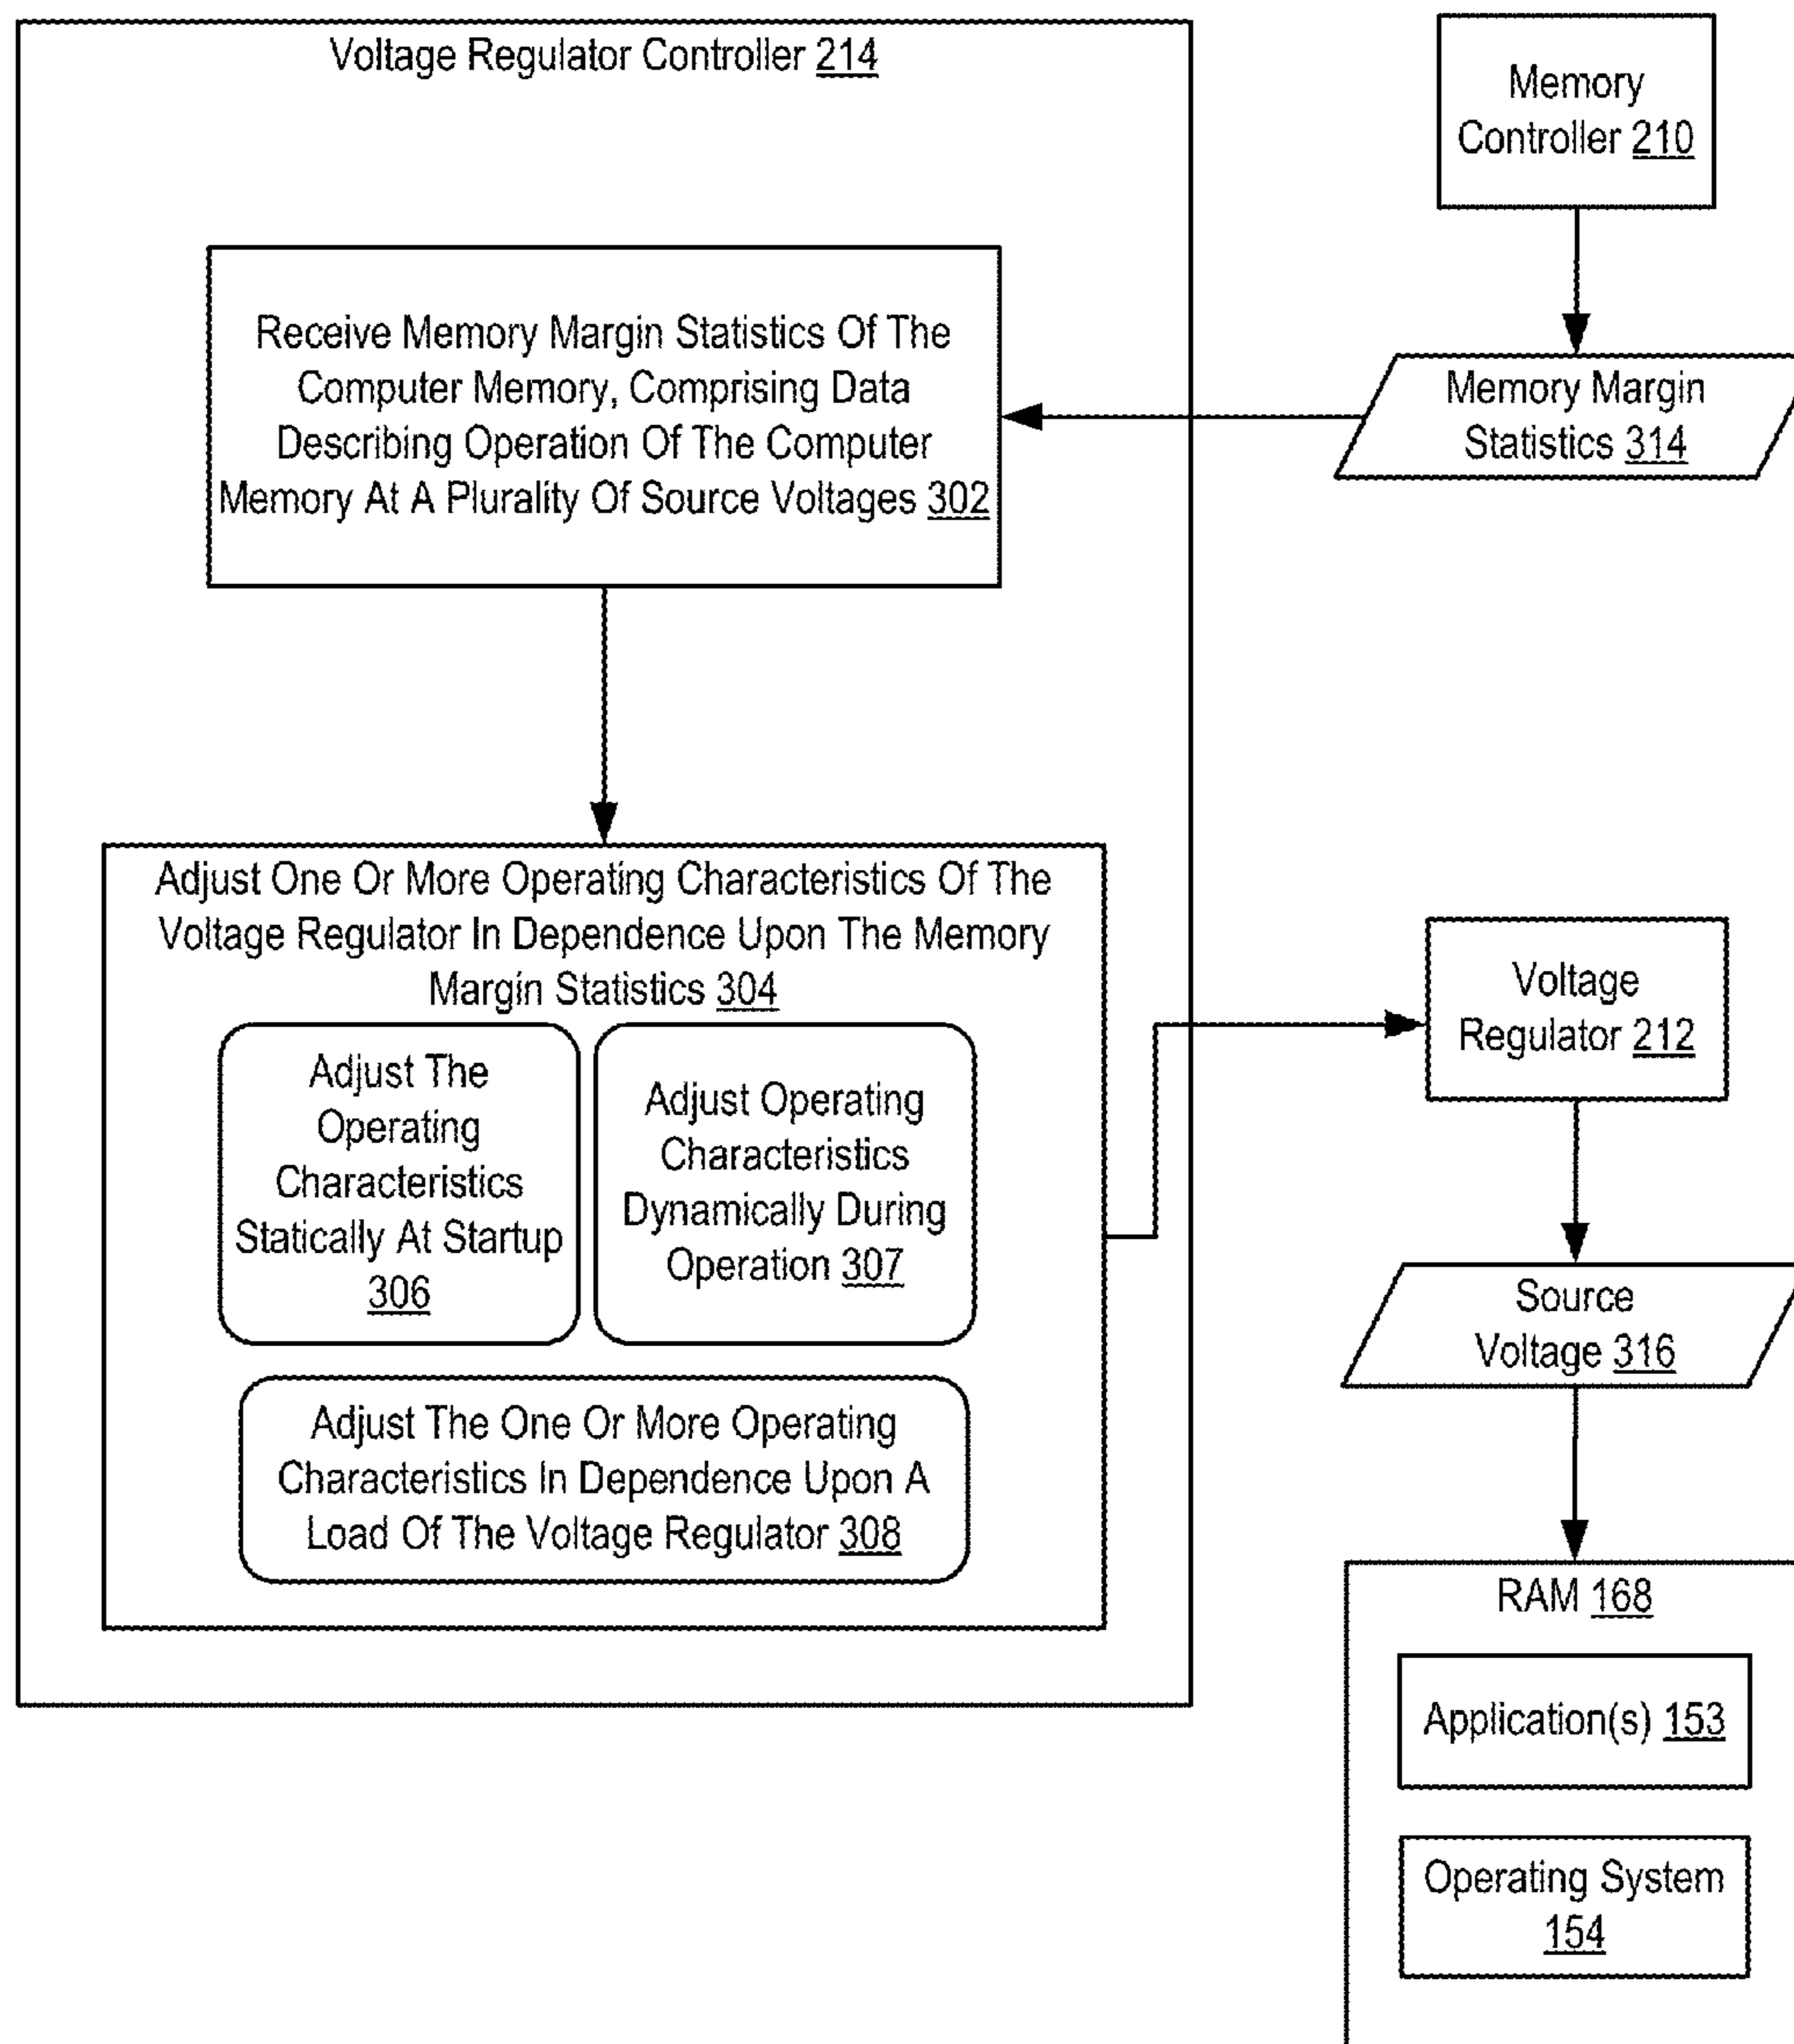 Voltage Regulator Controller 214
Memory
Controller 210
Receive Memory Margin Statistics Of The
Computer Memory, Comprising Data
Describing Operation Of The Computer
Memory At A Plurality Of Source Voltages 302
Memory Margin
Statistics 314
Adjust One Or More Operating Characteristics Of The
Voltage Regulator In Dependence Upon The Memory
Margin Statistics 304
Adjust The
Operating
Characteristics
Statically At Startup
306
Adjust Operating
Characteristics
Dynamically During
Operation 307
Adjust The One Or More Operating
Characteristics In Dependence Upon A
Load Of The Voltage Regulator 308
Voltage
Regulator 212
Source
Voltage 316
RAM 168
Application(s) 153
Operating System
154